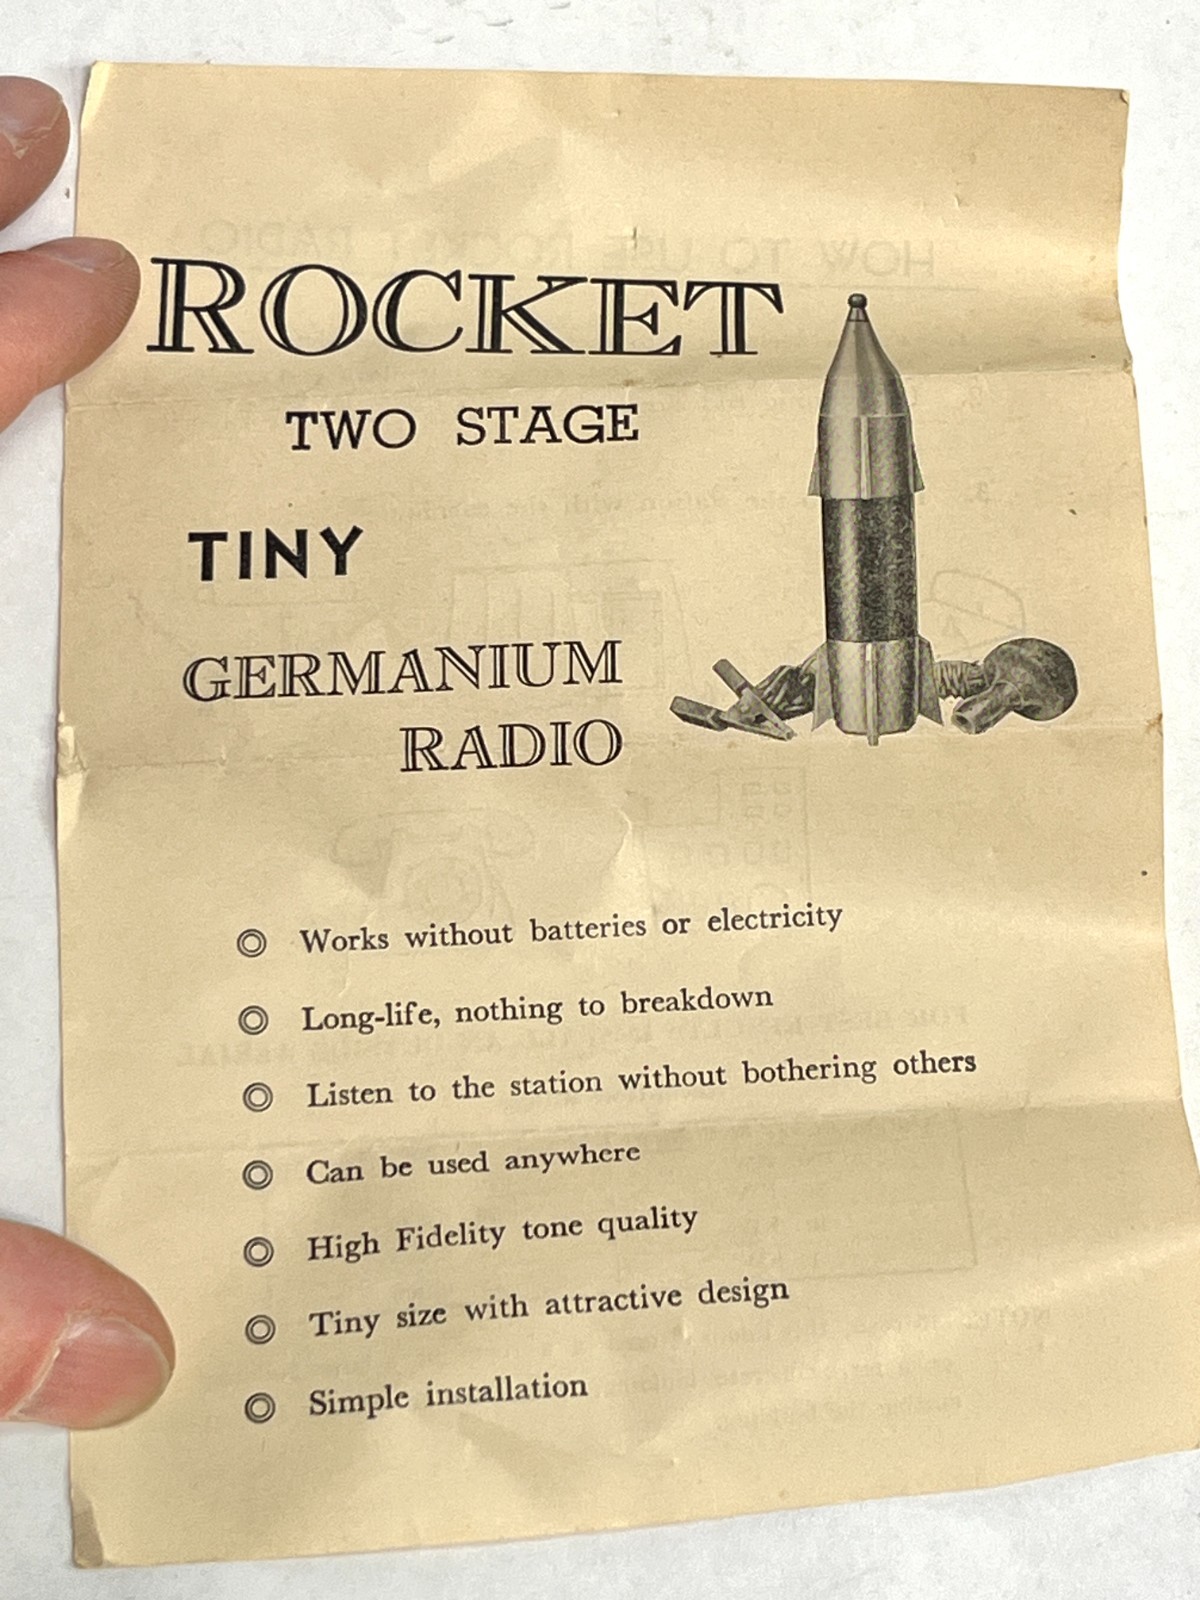 ROCKET
TWO STAGE
TINY
GERMANIUM
RADIO
Works without batteries or electricity
Long-life, nothing to breakdown
Listen to the station without bothering others
Can be used anywhere
High Fidelity tone quality
Tiny size with attractive design
Simple installation